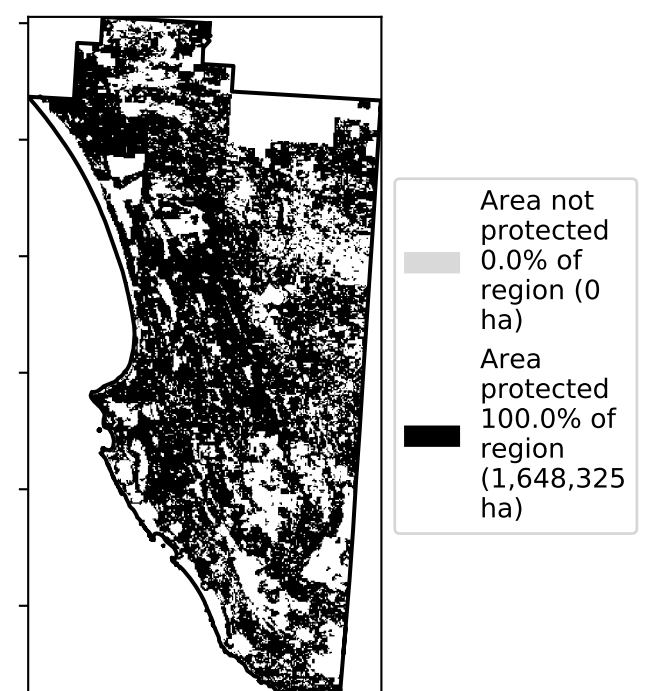 Area not
protected
0.0% of
region (0
ha)
Area
protected
100.0% of
region
(1,648,325
ha)